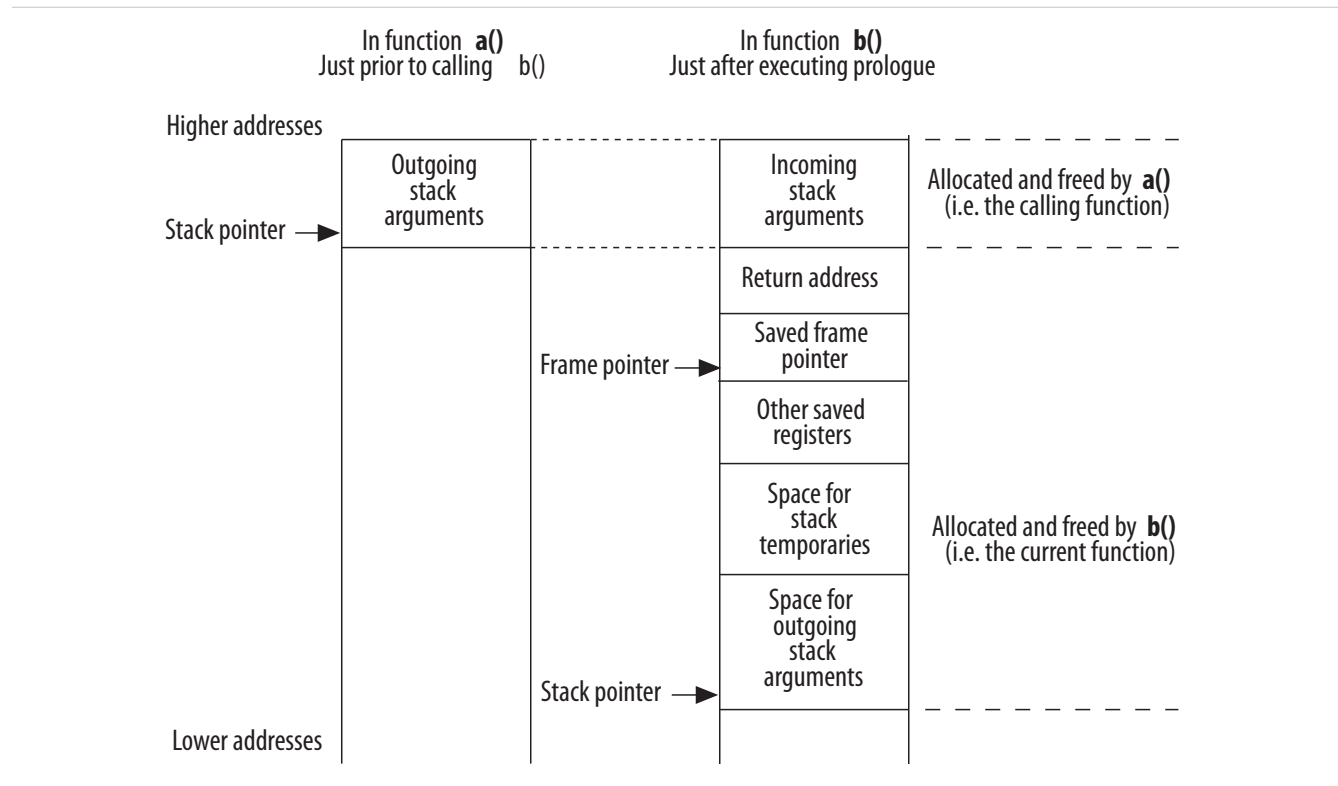 In function a()
Just prior to calling b()
In function b()
Just after executing prologue
Higher addresses
Outgoing
stack
arguments
Incoming
stack
arguments
Allocated and freed by a()
(i.e. the calling function)
Stack pointer
Return address
Saved frame
pointer
Frame pointer
Other saved
registers
Space for
stack
temporaries
Allocated and freed by b()
(i.e. the current function)
Space for
outgoing
stack
arguments
Stack pointer
Lower addresses